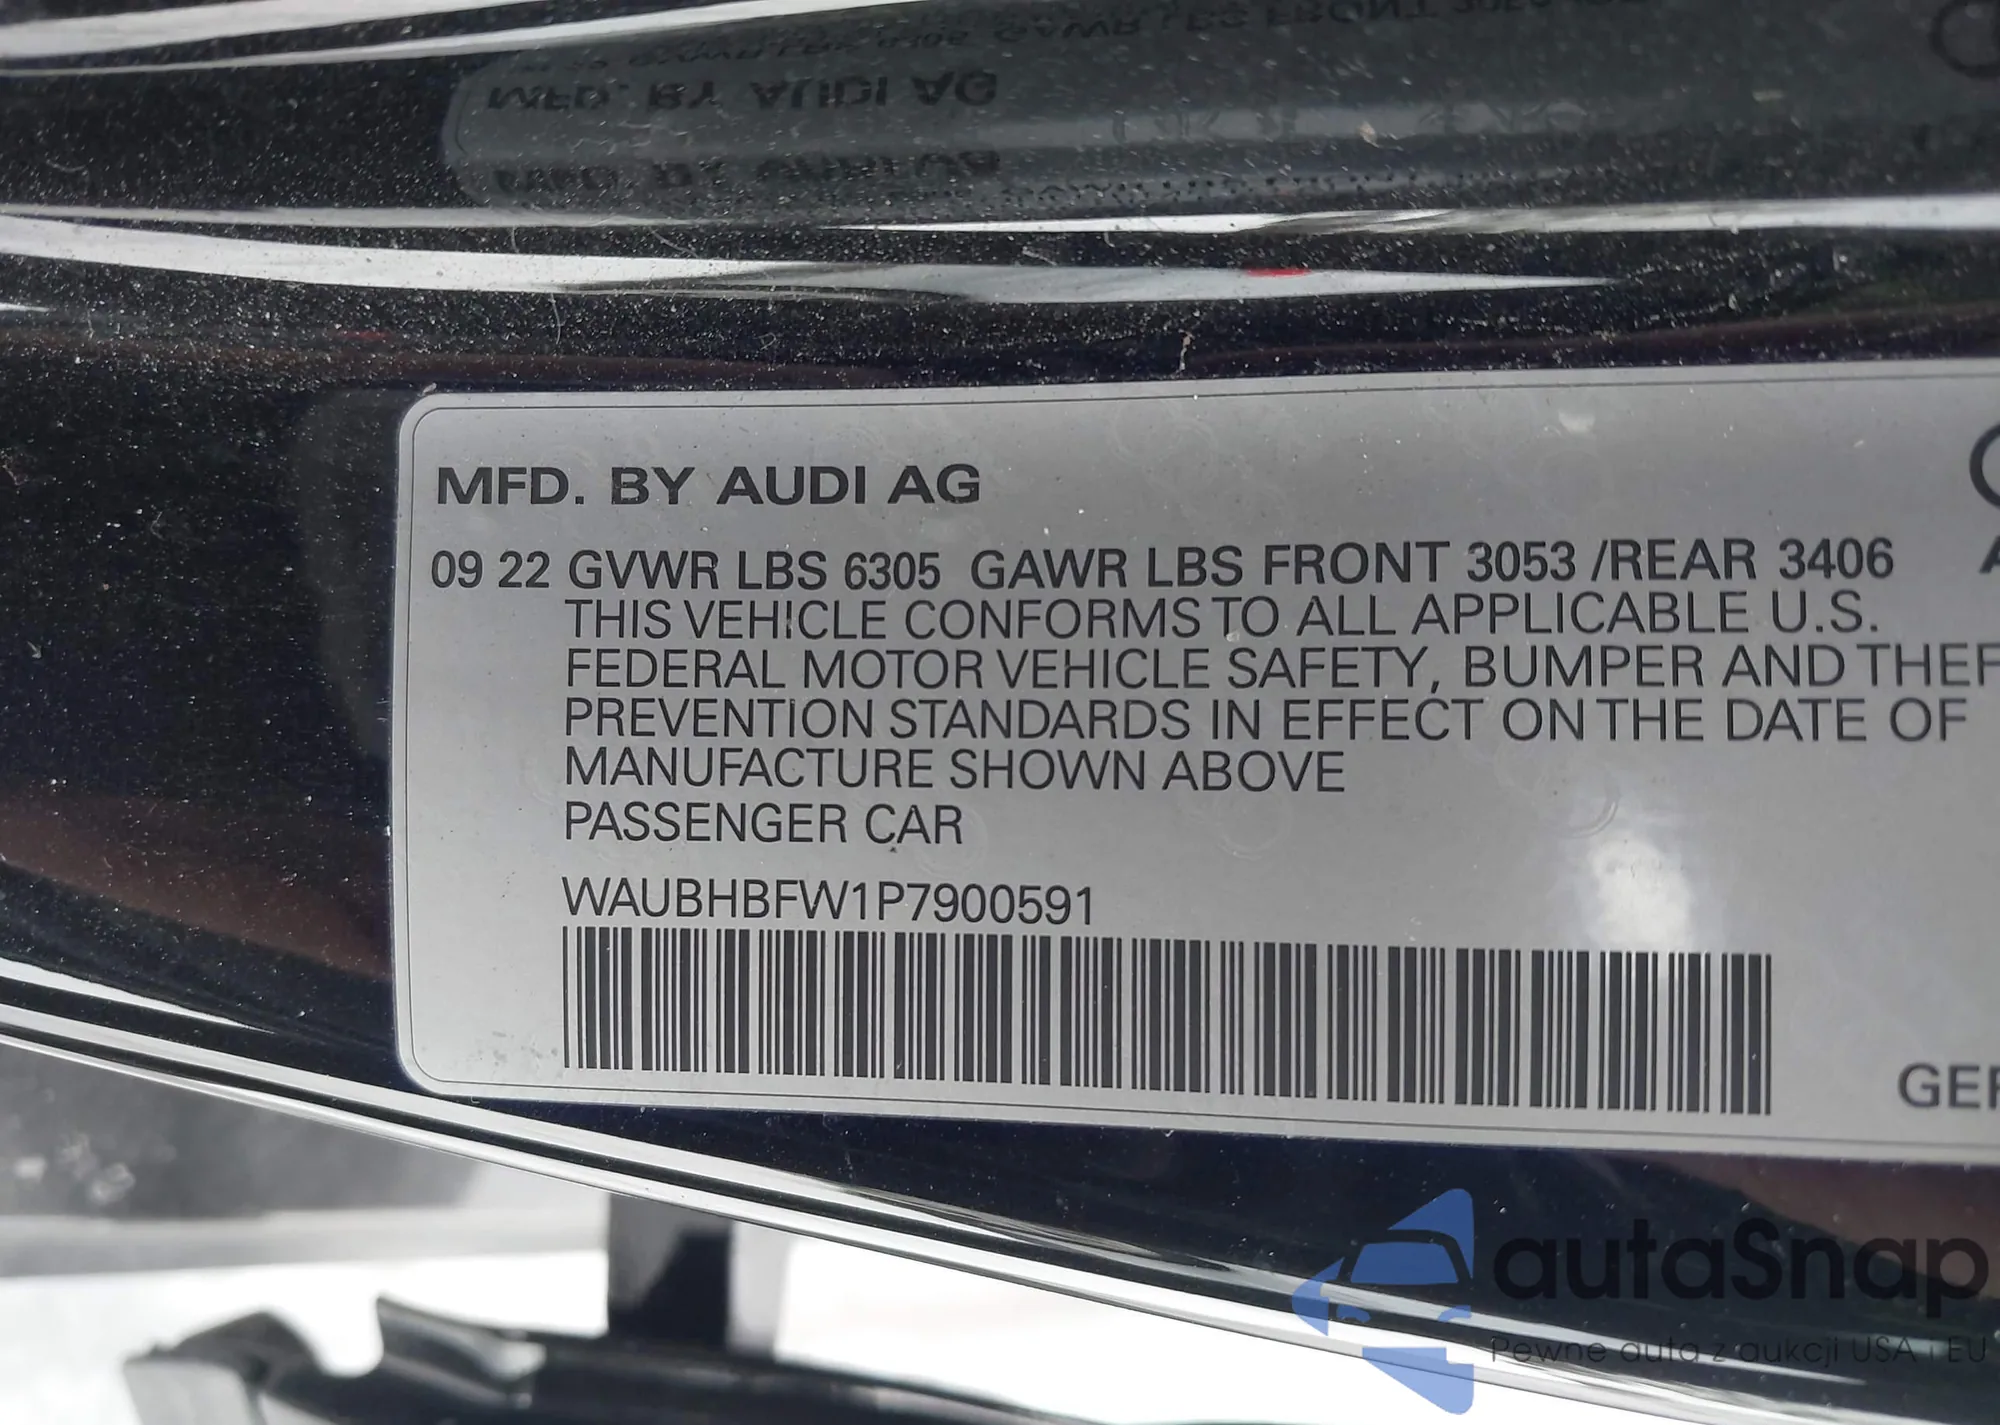 MFD. BY AUDI AG
09 22 GVWR LBS 6305 GAWR LBS FRONT 3053 /REAR 3406
THIS VEHICLE CONFORMS TO ALL APPLICABLE U.S.
FEDERAL MOTOR VEHICLE SAFETY, BUMPER AND THEF
PREVENTION STANDARDS IN EFFECT ON THE DATE OF
MANUFACTURE SHOWN ABOVE
PASSENGER CAR
WAUBHBFW1P7900591
GER
autaSnap
Pewne auta z aukcji USA i EU